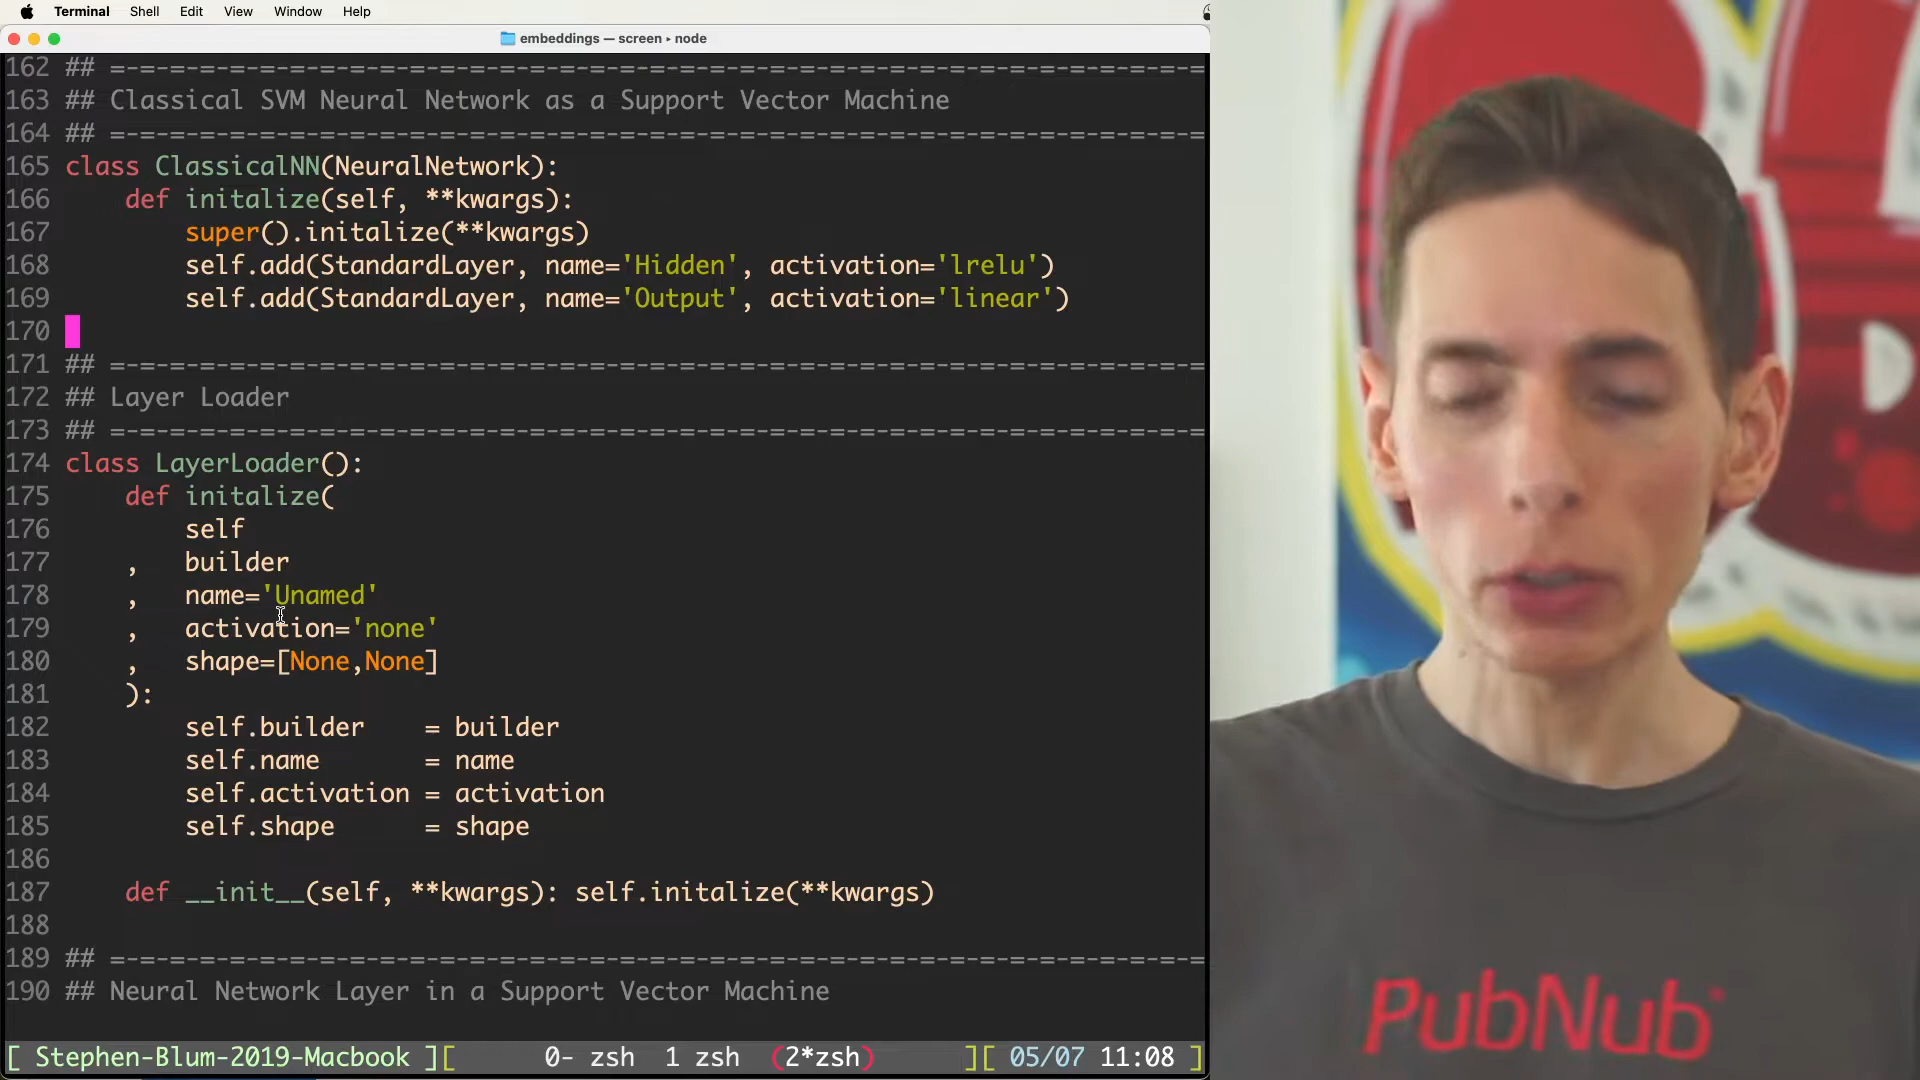 Terminal Shell Edit View Window Help
embeddings — screen ▸ node
162 ## =-=-=-=-=-=-=-=-=-=-=-=-=-=-=-=-=-=-=-=-=-=-=-=-=-=-=-=-=-=-=-=-=-=-=-=-=
163 ## Classical SVM Neural Network as a Support Vector Machine
164 ## =-=-=-=-=-=-=-=-=-=-=-=-=-=-=-=-=-=-=-=-=-=-=-=-=-=-=-=-=-=-=-=-=-=-=-=-=
165 class ClassicalNN(NeuralNetwork):
166     def initalize(self, **kwargs):
167         super().initalize(**kwargs)
168         self.add(StandardLayer, name='Hidden', activation='lrelu')
169         self.add(StandardLayer, name='Output', activation='linear')
170
171 ## =-=-=-=-=-=-=-=-=-=-=-=-=-=-=-=-=-=-=-=-=-=-=-=-=-=-=-=-=-=-=-=-=-=-=-=-=
172 ## Layer Loader
173 ## =-=-=-=-=-=-=-=-=-=-=-=-=-=-=-=-=-=-=-=-=-=-=-=-=-=-=-=-=-=-=-=-=-=-=-=-=
174 class LayerLoader():
175     def initalize(
176         self
177     ,   builder
178     ,   name='Unamed'
179     ,   activation='none'
180     ,   shape=[None,None]
181     ):
182         self.builder    = builder
183         self.name       = name
184         self.activation = activation
185         self.shape      = shape
186
187     def __init__(self, **kwargs): self.initalize(**kwargs)
188
189 ## =-=-=-=-=-=-=-=-=-=-=-=-=-=-=-=-=-=-=-=-=-=-=-=-=-=-=-=-=-=-=-=-=-=-=-=-=
190 ## Neural Network Layer in a Support Vector Machine
[ Stephen-Blum-2019-Macbook ][ 0- zsh 1 zsh (2*zsh) ][ 05/07 11:08 ]
PubNub